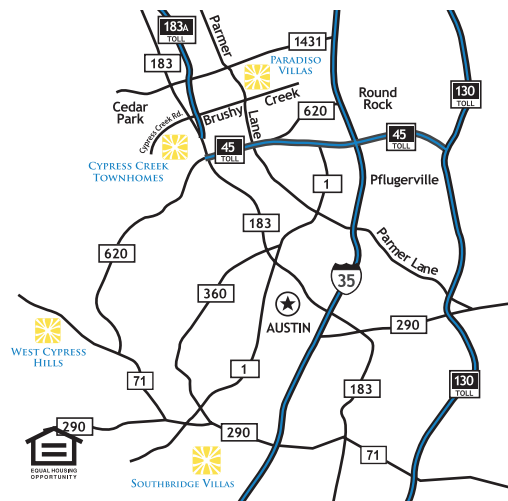 183A
TOLL
Parmer
1431
183
PARADISO
VILLAS
130
TOLL
Cedar
Park
Cypress Creek Rd.
Brushy
Creek
620
Round
Rock
Lane
45
TOLL
45
TOLL
CYPRESS CREEK
TOWNHOMES
1
Pflugerville
183
620
Parmer Lane
35
360
AUSTIN
290
WEST CYPRESS
HILLS
71
1
183
130
TOLL
290
290
71
EQUAL HOUSING
OPPORTUNITY
SOUTHBRIDGE VILLAS